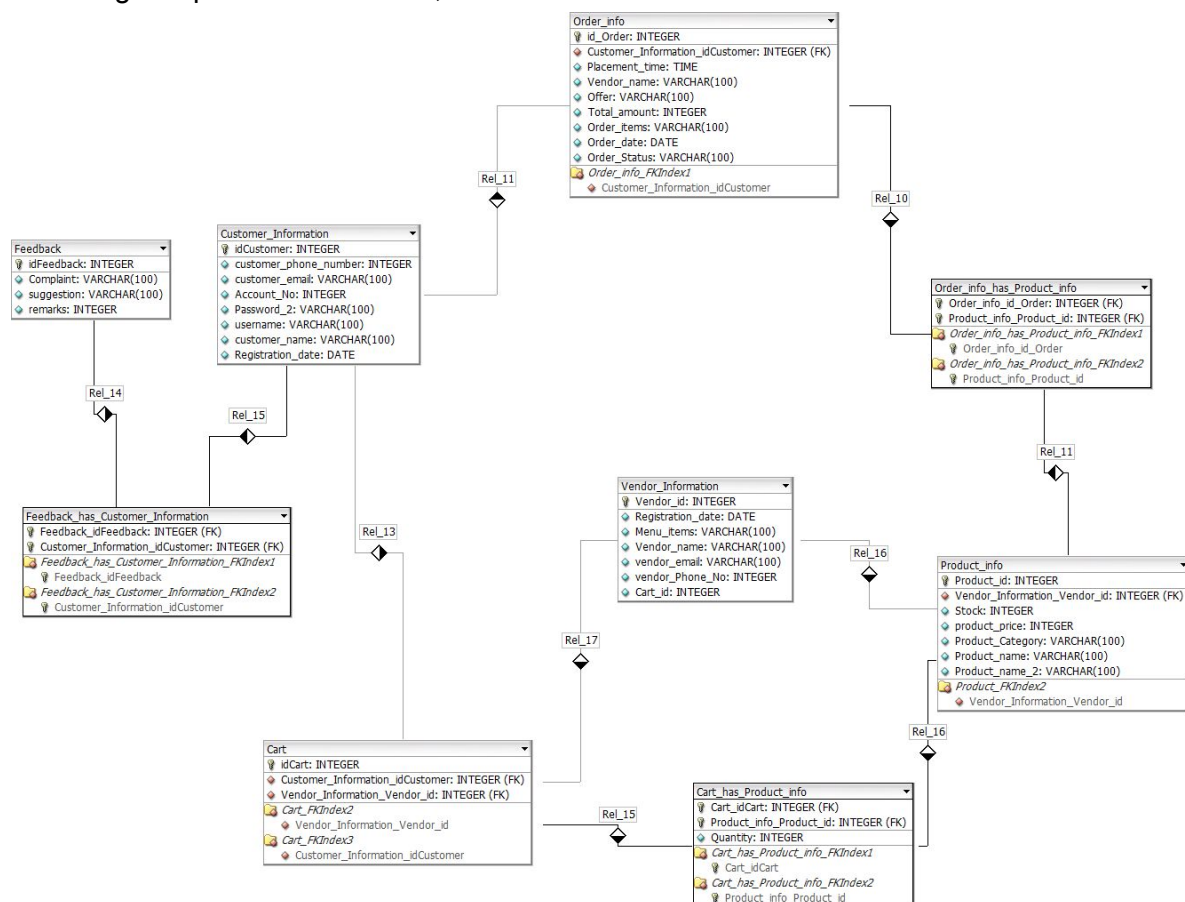 Order_info
id_Order: INTEGER
Customer_Information_idCustomer: INTEGER (FK)
Placement_time: TIME
Vendor_name: VARCHAR(100)
Offer: VARCHAR(100)
Total_amount: INTEGER
Order_items: VARCHAR(100)
Order_date: DATE
Order_Status: VARCHAR(100)
Order_info_FKIndex1
Customer_Information_idCustomer
Rel_11
Rel_10
Customer_Information
idCustomer: INTEGER
customer_phone_number: INTEGER
customer_email: VARCHAR(100)
Account_No: INTEGER
Password_2: VARCHAR(100)
username: VARCHAR(100)
customer_name: VARCHAR(100)
Registration_date: DATE
Feedback
idFeedback: INTEGER
Complaint: VARCHAR(100)
suggestion: VARCHAR(100)
remarks: INTEGER
Order_info_has_Product_info
Order_info_id_Order: INTEGER (FK)
Product_info_Product_id: INTEGER (FK)
Order_info_has_Product_info_FKIndex1
Order_info_id_Order
Order_info_has_Product_info_FKIndex2
Product_info_Product_id
Rel_14
Rel_15
Rel_11
Feedback_has_Customer_Information
Feedback_idFeedback: INTEGER (FK)
Customer_Information_idCustomer: INTEGER (FK)
Feedback_has_Customer_Information_FKIndex1
Feedback_idFeedback
Feedback_has_Customer_Information_FKIndex2
Customer_Information_idCustomer
Rel_13
Vendor_Information
Vendor_id: INTEGER
Registration_date: DATE
Menu_items: VARCHAR(100)
Vendor_name: VARCHAR(100)
vendor_email: VARCHAR(100)
vendor_Phone_No: INTEGER
Cart_id: INTEGER
Rel_16
Product_info
Product_id: INTEGER
Vendor_Information_Vendor_id: INTEGER (FK)
Stock: INTEGER
product_price: INTEGER
Product_Category: VARCHAR(100)
Product_name: VARCHAR(100)
Product_name_2: VARCHAR(100)
Product_FKIndex2
Vendor_Information_Vendor_id
Rel_17
Rel_16
Cart
idCart: INTEGER
Customer_Information_idCustomer: INTEGER (FK)
Vendor_Information_Vendor_id: INTEGER (FK)
Cart_FKIndex2
Vendor_Information_Vendor_id
Cart_FKIndex3
Customer_Information_idCustomer
Rel_15
Cart_has_Product_info
Cart_idCart: INTEGER (FK)
Product_info_Product_id: INTEGER (FK)
Quantity: INTEGER
Cart_has_Product_info_FKIndex1
Cart_idCart
Cart_has_Product_info_FKIndex2
Product_info_Product_id